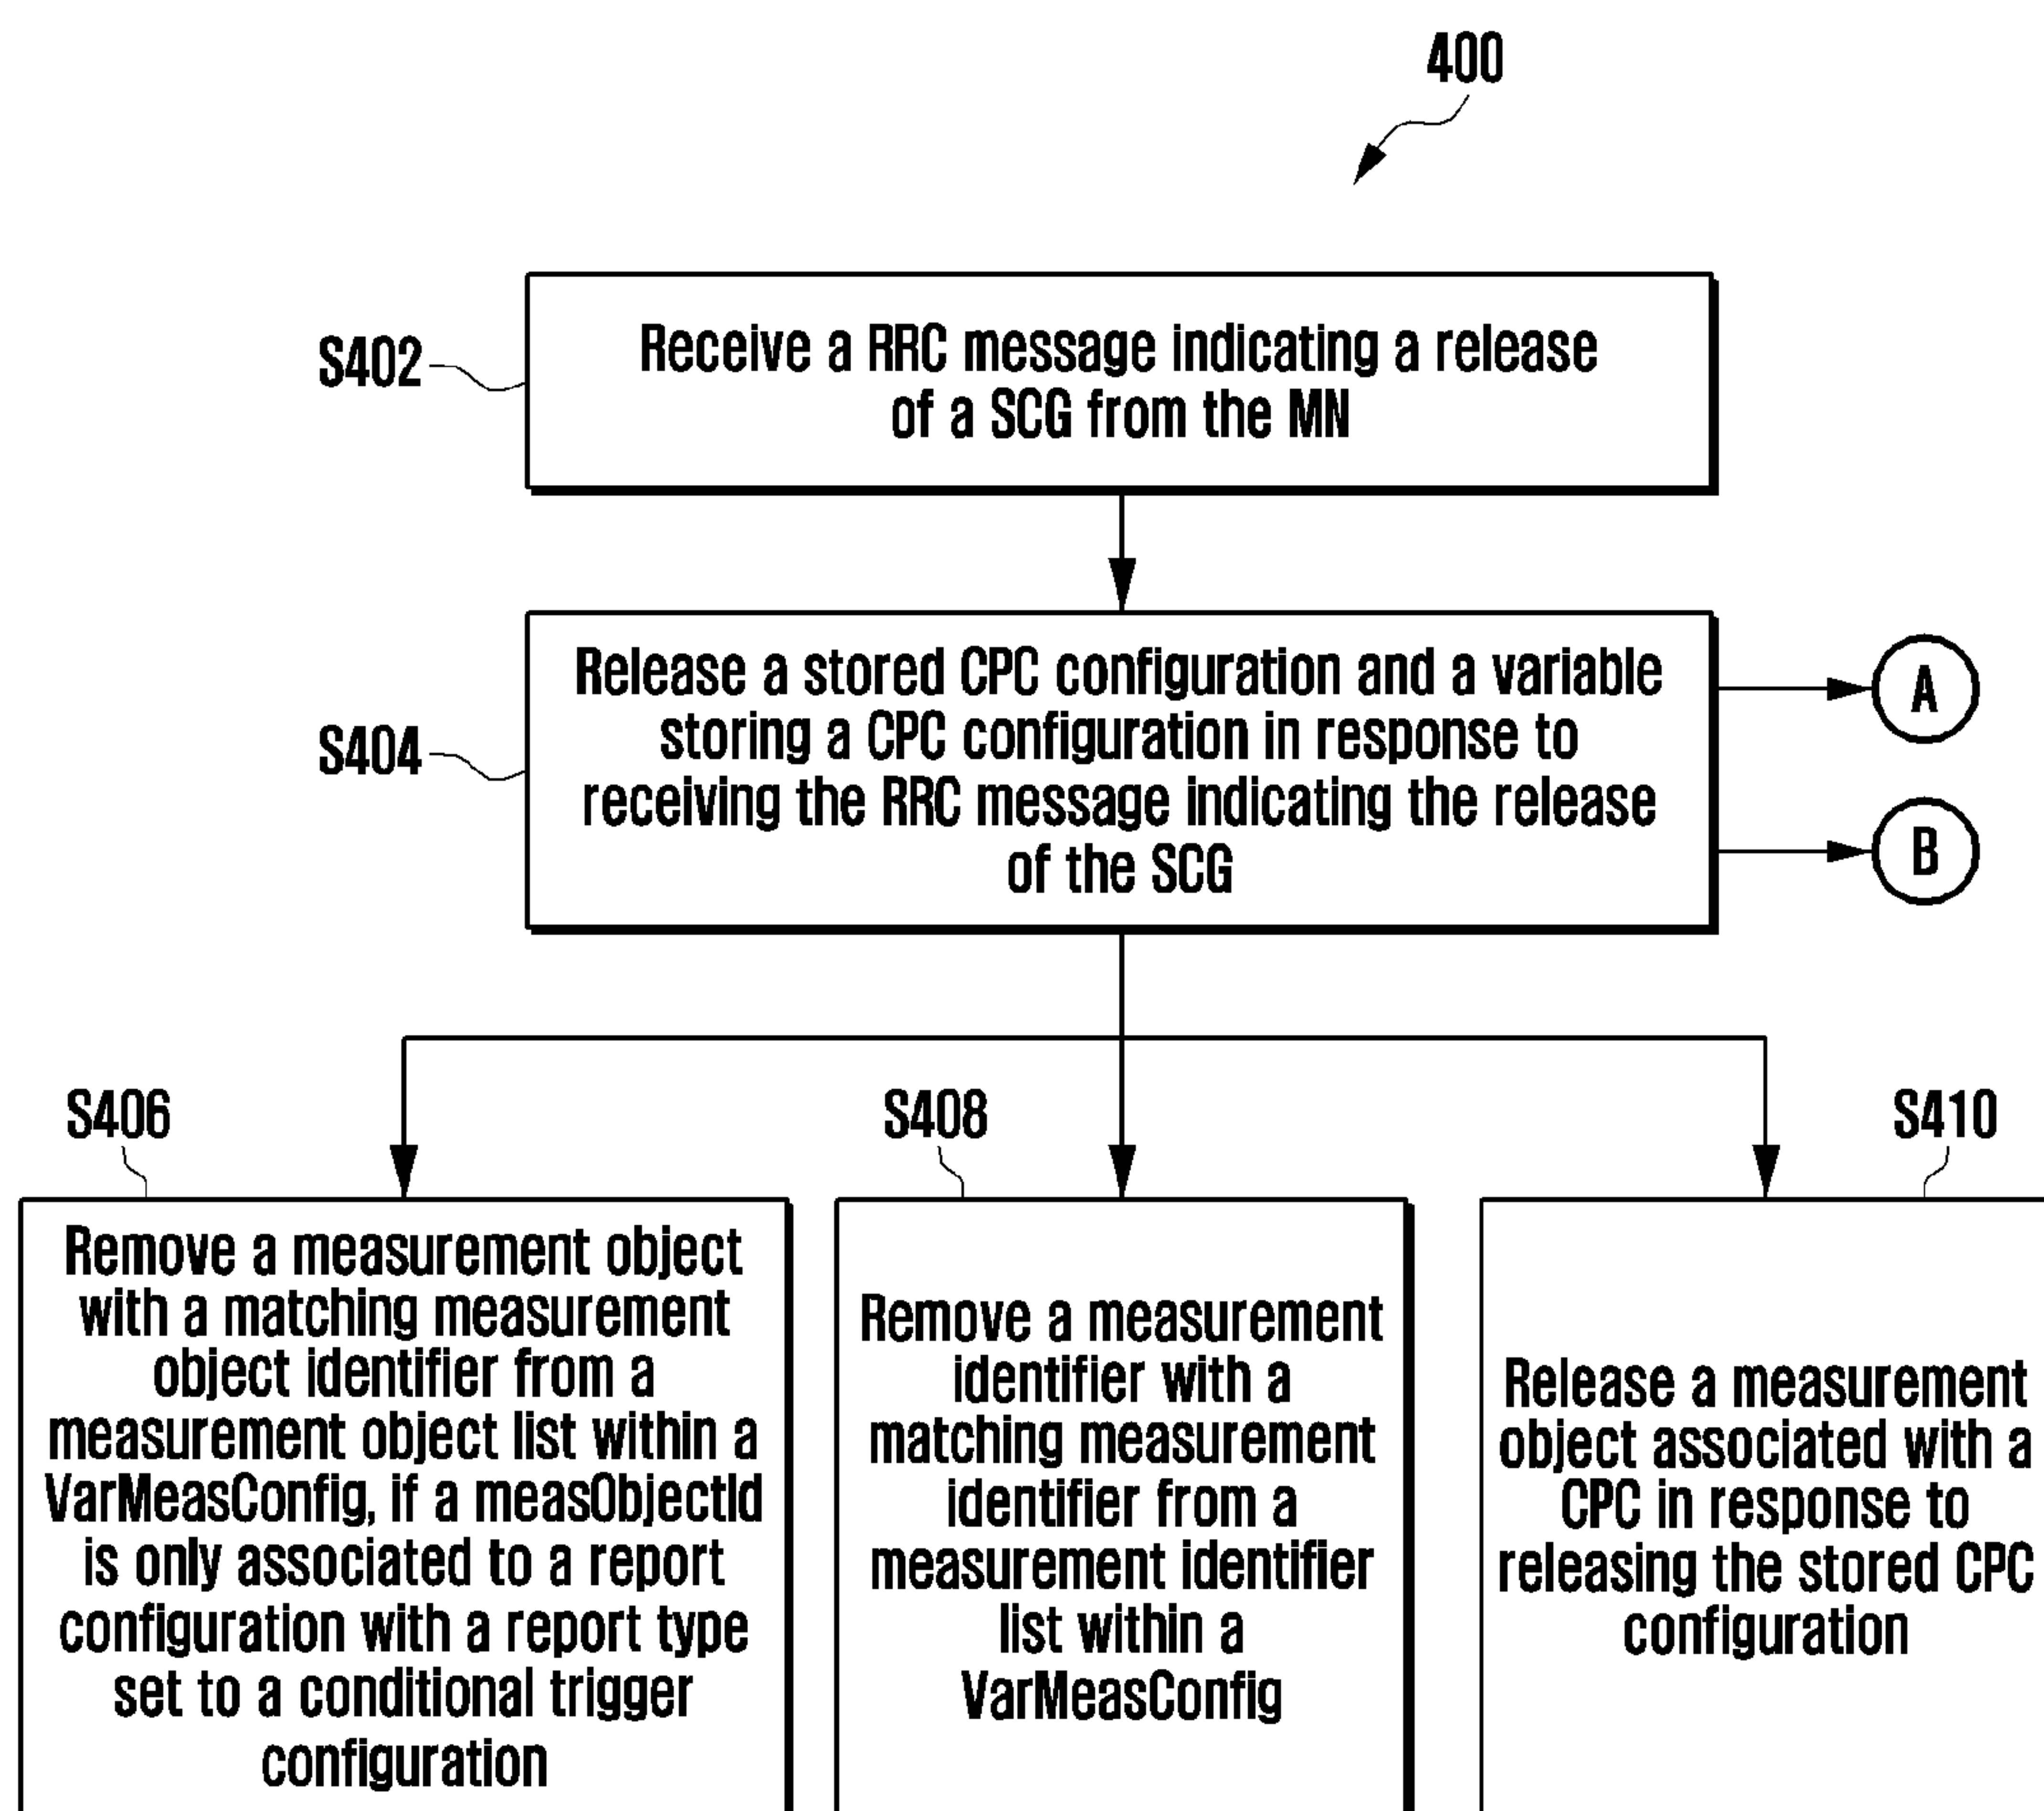 400
S402
Receive a RRC message indicating a release
of a SCG from the MN
S404
Release a stored CPC configuration and a variable
storing a CPC configuration in response to
receiving the RRC message indicating the release
of the SCG
A
B
S406
Remove a measurement object
with a matching measurement
object identifier from a
measurement object list within a
VarMeasConfig, if a measObjectId
is only associated to a report
configuration with a report type
set to a conditional trigger
configuration
S408
Remove a measurement
identifier with a
matching measurement
identifier from a
measurement identifier
list within a
VarMeasConfig
S410
Release a measurement
object associated with a
CPC in response to
releasing the stored CPC
configuration